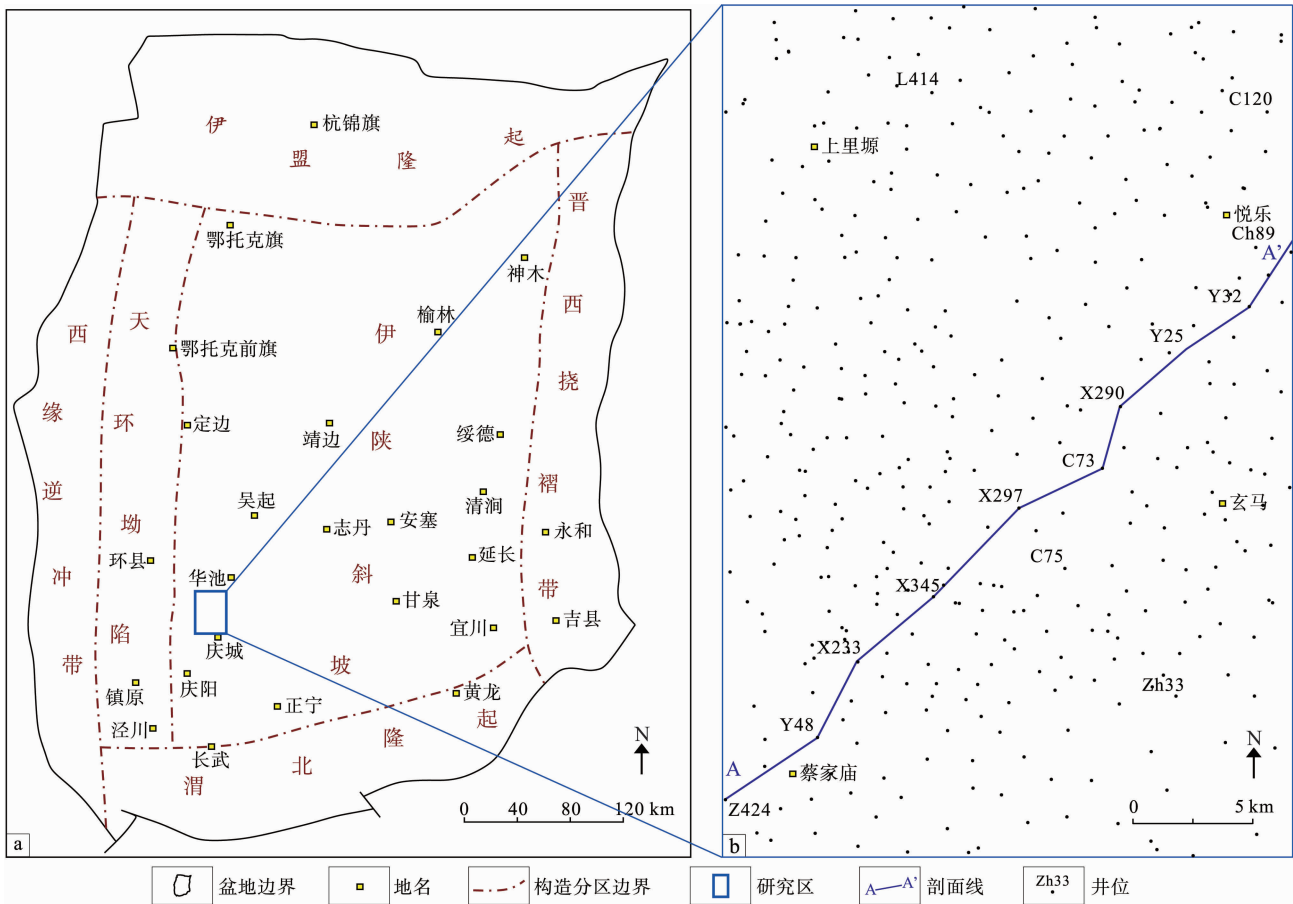 伊盟隆起
杭锦旗
鄂托克旗
晋西挠褶带
神木
榆林
西缘逆冲带
天环坳陷
伊陕斜坡
鄂托克前旗
定边
靖边
绥德
清涧
吴起
志丹
安塞
永和
延长
环县
华池
甘泉
宜川
吉县
庆城
庆阳
镇原
正宁
黄龙
泾川
长武
渭北隆起
N
0 40 80 120 km
a
L414
C120
上里塬
悦乐
Ch89
A’
Y32
Y25
X290
C73
X297
玄马
C75
X345
X233
Zh33
Y48
A
蔡家庙
Z424
N
0 5 km
b
盆地边界
地名
构造分区边界
研究区
A A’ 剖面线
Zh33 井位